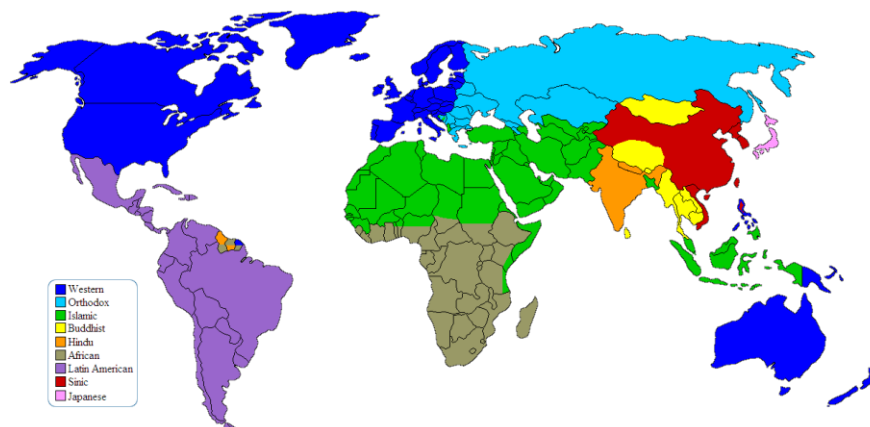 Western
Orthodox
Islamic
Buddhist
Hindu
African
Latin American
Sinic
Japanese